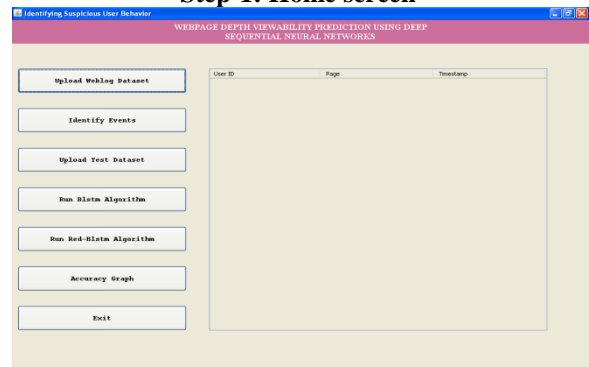 Step 1: Home screen
Identifying Suspicious User Behavior
WEBPAGE DEPTH VIEWABILITY PREDICTION USING DEEP
SEQUENTIAL NEURAL NETWORKS
User ID Page Timestamp
Upload Weblog Dataset
Identify Events
Upload Test Dataset
Run Blstm Algorithm
Run Red-Blstm Algorithm
Accuracy Graph
Exit